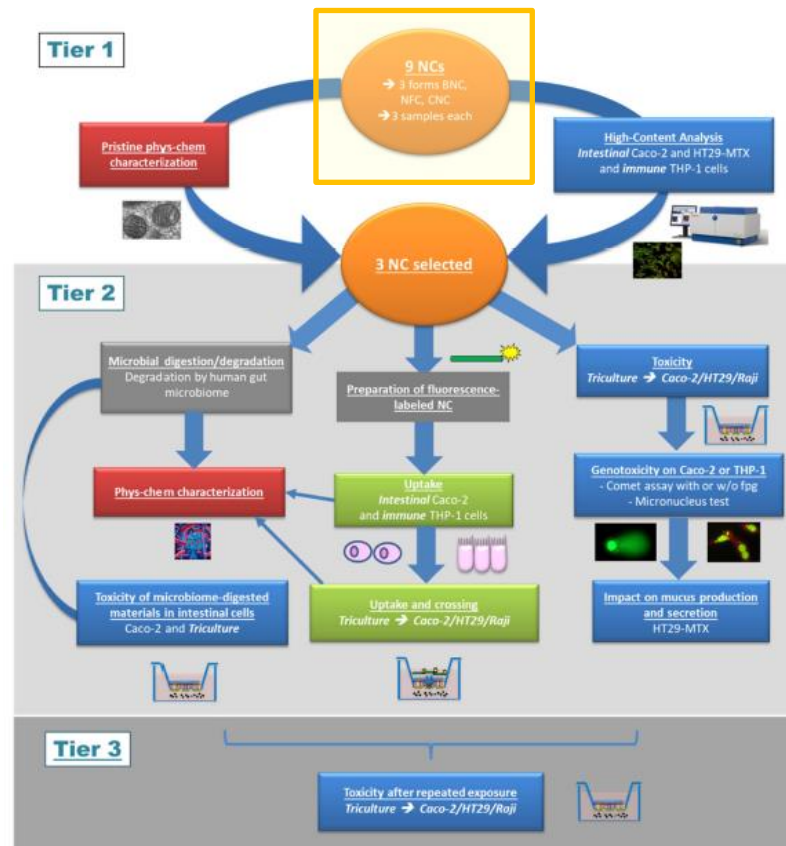 Tier 1
9 NCs
→ 3 forms BNC,
NFC, CNC
→ 3 samples each
Pristine phys-chem
characterization
High-Content Analysis
Intestinal Caco-2 and HT29-MTX
and immune THP-1 cells
3 NC selected
Tier 2
Microbial digestion/degradation
Degradation by human gut
microbiome
Preparation of fluorescence-
labeled NC
Toxicity
Triculture → Caco-2/HT29/Raji
Phys-chem characterization
Uptake
Intestinal Caco-2
and immune THP-1 cells
Genotoxicity on Caco-2 or THP-1
- Comet assay with or w/o fpg
- Micronucleus test
Toxicity of microbiome-digested
materials in intestinal cells
Caco-2 and Triculture
Uptake and crossing
Triculture → Caco-2/HT29/Raji
Impact on mucus production
and secretion
HT29-MTX
Tier 3
Toxicity after repeated exposure
Triculture → Caco-2/HT29/Raji